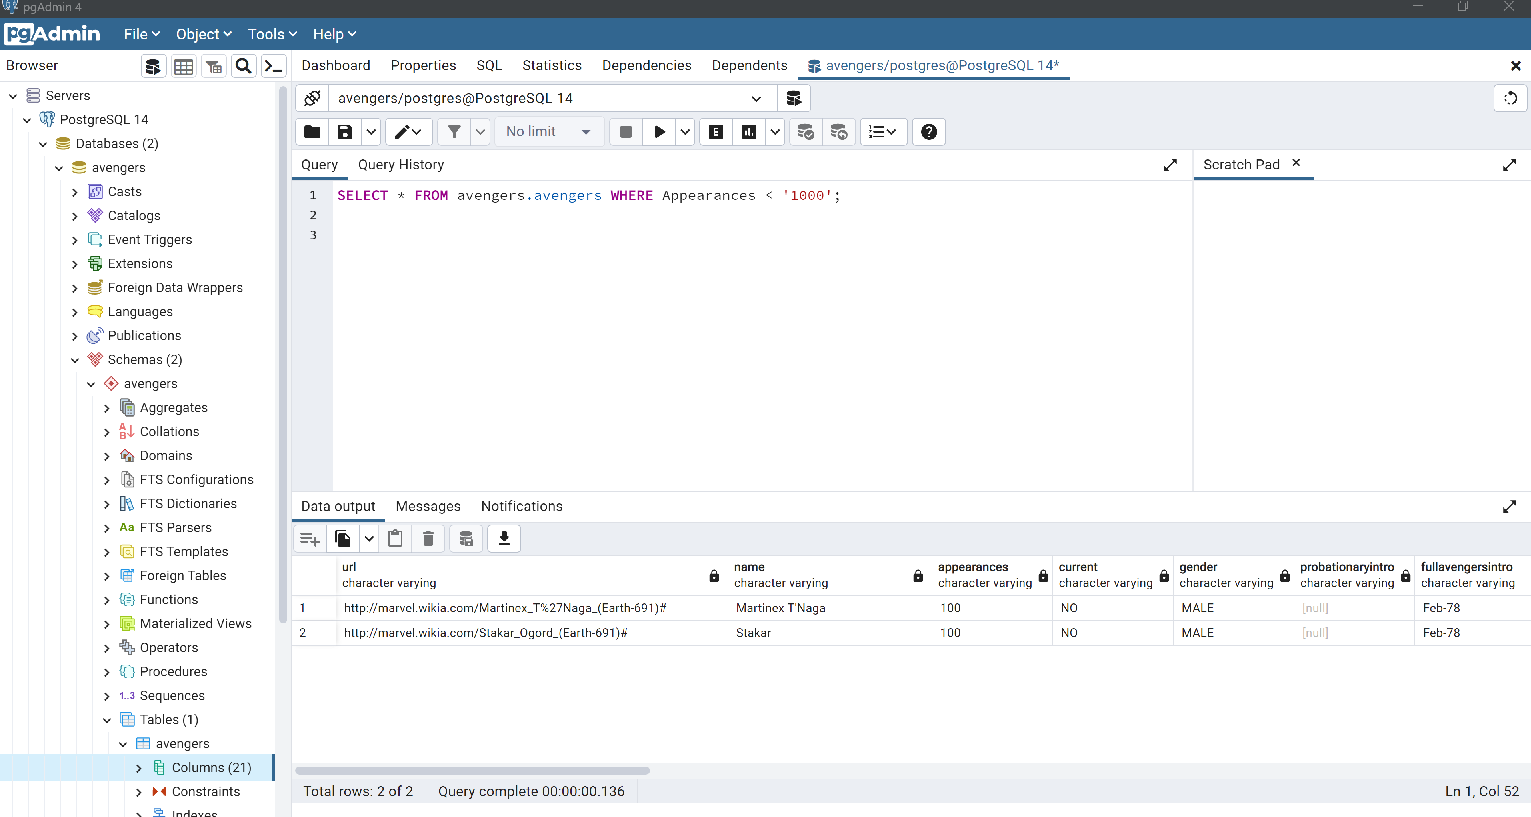 pgAdmin 4
pgAdmin File Object Tools Help
Browser
Dashboard Properties SQL Statistics Dependencies Dependents avengers/postgres@PostgreSQL 14*
Servers
PostgreSQL 14
Databases (2)
avengers
Casts
Catalogs
Event Triggers
Extensions
Foreign Data Wrappers
Languages
Publications
Schemas (2)
avengers
Aggregates
Collations
Domains
FTS Configurations
FTS Dictionaries
Aa FTS Parsers
FTS Templates
Foreign Tables
Functions
Materialized Views
Operators
Procedures
1..3 Sequences
Tables (1)
avengers
Columns (21)
Constraints
Indexes
avengers/postgres@PostgreSQL 14
No limit
E
Query Query History
Scratch Pad
1 SELECT * FROM avengers.avengers WHERE Appearances < '1000';
2
3
Data output Messages Notifications
url name appearances current gender probationaryintro fullavengersintro
character varying character varying character varying character varying character varying character varying character varying
1 http://marvel.wikia.com/Martinex_T%27Naga_(Earth-691)# Martinex T'Naga 100 NO MALE [null] Feb-78
2 http://marvel.wikia.com/Stakar_Ogord_(Earth-691)# Stakar 100 NO MALE [null] Feb-78
Total rows: 2 of 2 Query complete 00:00:00.136 Ln 1, Col 52